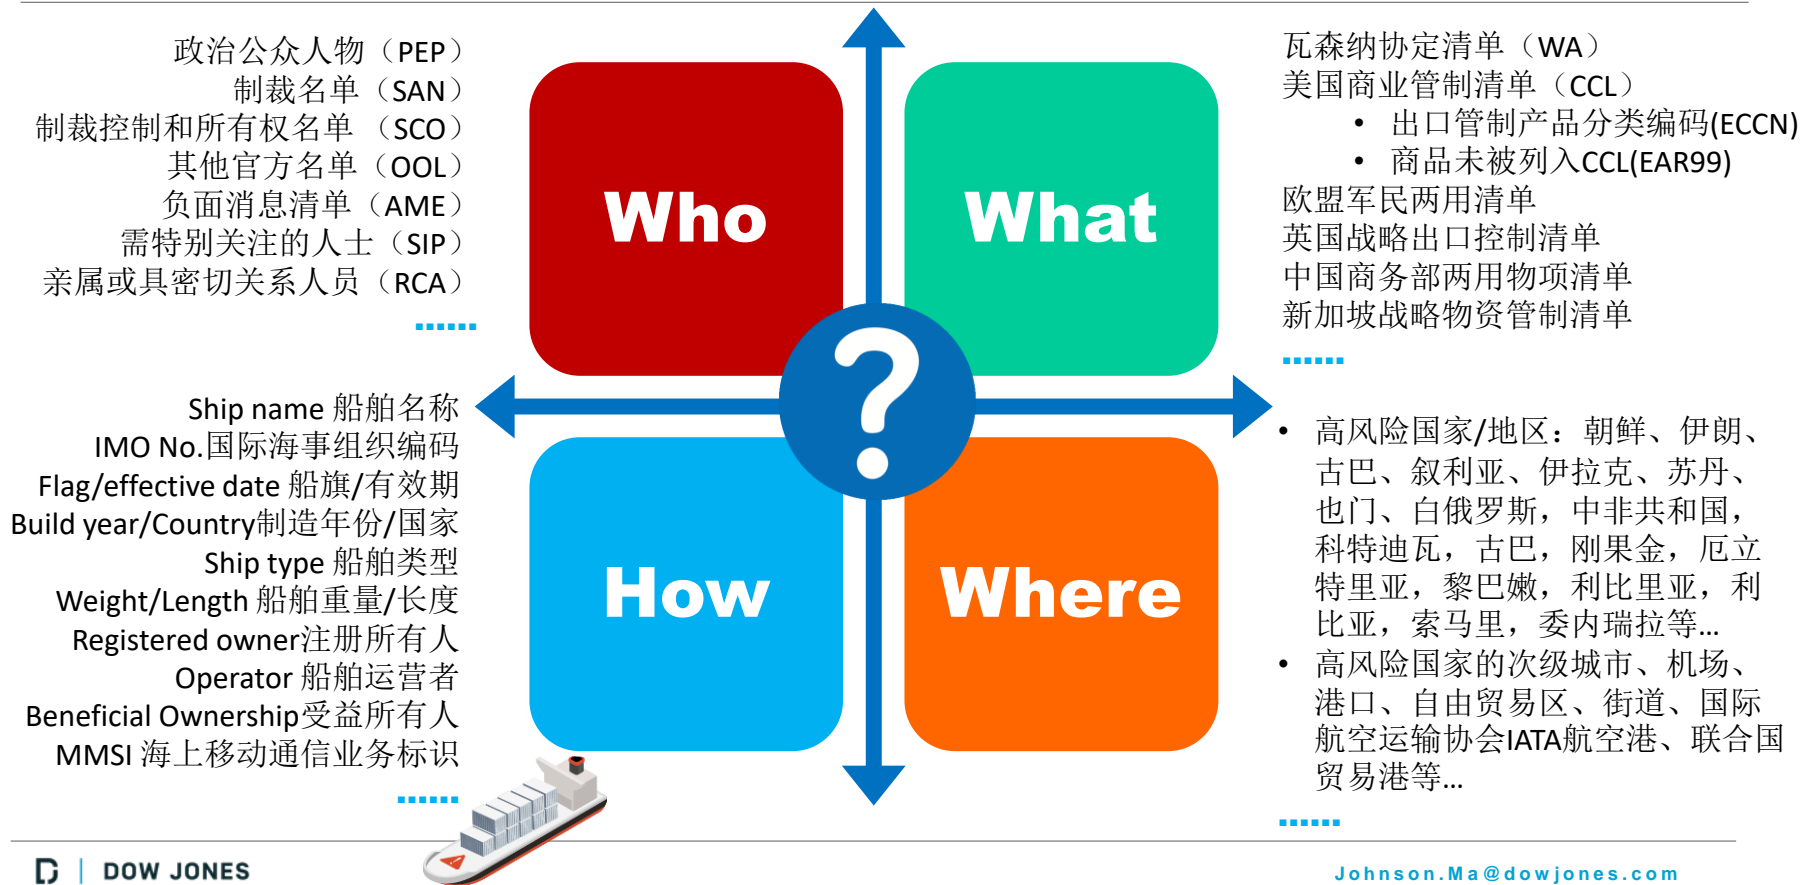 政治公众人物（PEP）
制裁名单（SAN）
制裁控制和所有权名单 （SCO）
其他官方名单（OOL）
负面消息清单（AME）
需特别关注的人士（SIP）
亲属或具密切关系人员（RCA）
......
Who
What
瓦森纳协定清单（WA）
美国商业管制清单（CCL）
• 出口管制产品分类编码(ECCN)
• 商品未被列入CCL(EAR99)
欧盟军民两用清单
英国战略出口控制清单
中国商务部两用物项清单
新加坡战略物资管制清单
......
?
Ship name 船舶名称
IMO No.国际海事组织编码
Flag/effective date 船旗/有效期
Build year/Country制造年份/国家
Ship type 船舶类型
Weight/Length 船舶重量/长度
Registered owner注册所有人
Operator 船舶运营者
Beneficial Ownership受益所有人
MMSI 海上移动通信业务标识
......
How
Where
• 高风险国家/地区：朝鲜、伊朗、
古巴、叙利亚、伊拉克、苏丹、
也门、白俄罗斯，中非共和国，
科特迪瓦，古巴，刚果金，厄立
特里亚，黎巴嫩，利比里亚，利
比亚，索马里，委内瑞拉等…
• 高风险国家的次级城市、机场、
港口、自由贸易区、街道、国际
航空运输协会IATA航空港、联合国
贸易港等…
......
DOW JONES
Johnson.Ma@dowjones.com